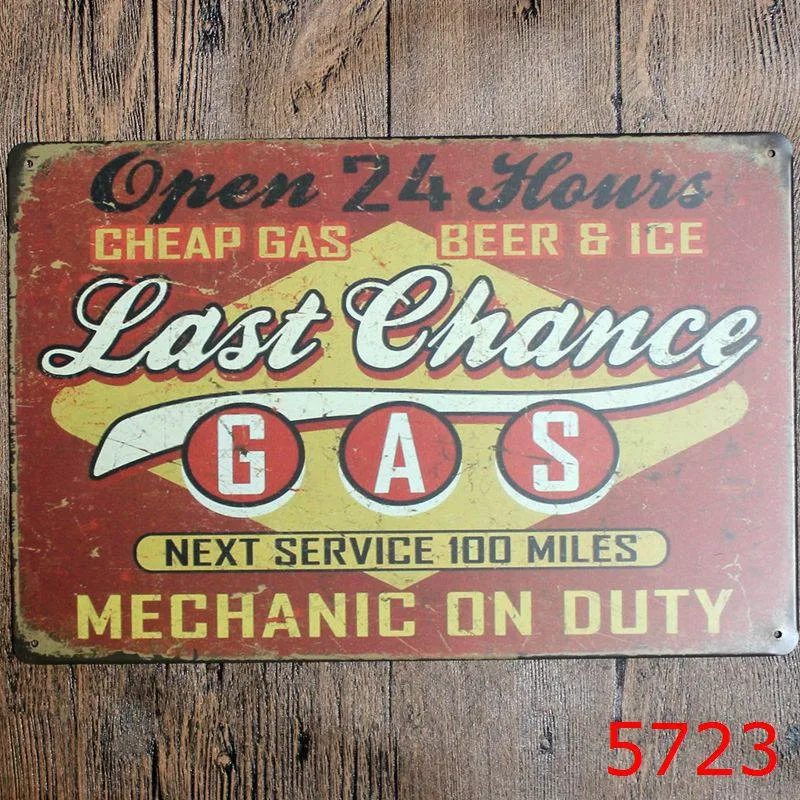 Open 24 Hours
CHEAP GAS BEER & ICE
Last Chance
GAS
NEXT SERVICE 100 MILES
MECHANIC ON DUTY
5723